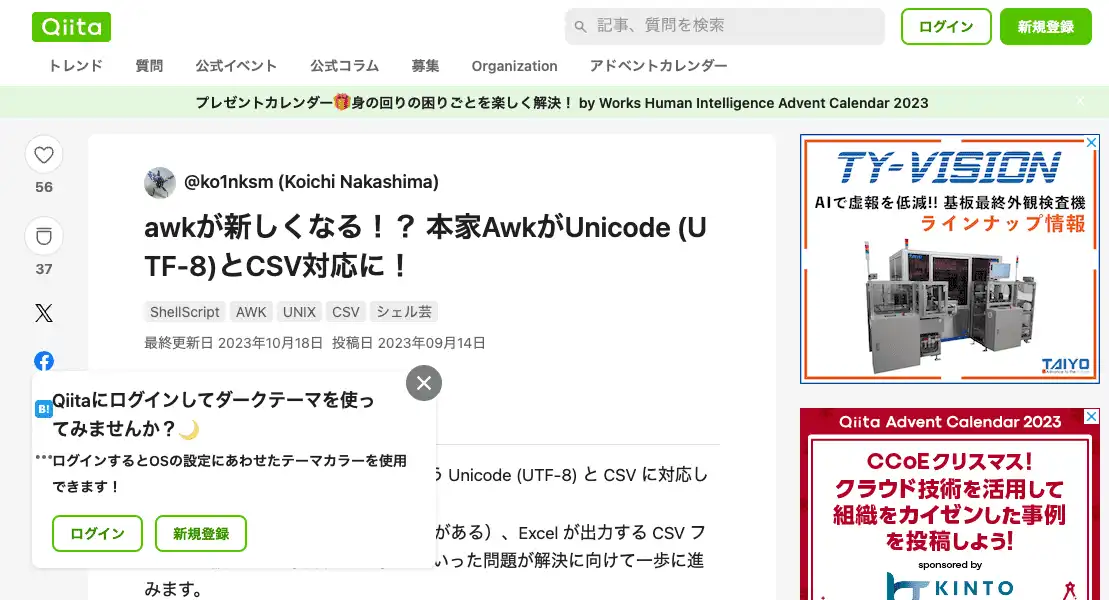 Qiita
記事、質問を検索
ログイン
新規登録
トレンド 質問 公式イベント 公式コラム 募集 Organization アドベントカレンダー
プレゼントカレンダー🎁身の回りの困りごとを楽しく解決！ by Works Human Intelligence Advent Calendar 2023
56
37
@ko1nksm (Koichi Nakashima)
awkが新しくなる！？ 本家AwkがUnicode (U
TF-8)とCSV対応に！
ShellScript AWK UNIX CSV シェル芸
最終更新日 2023年10月18日 投稿日 2023年09月14日
B!
Qiitaにログインしてダークテーマを使っ
てみませんか？🌙
ログインするとOSの設定にあわせたテーマカラーを使用
できます！
ログイン 新規登録
Unicode (UTF-8) と CSV に対応し
がある）、Excel が出力する CSV フ
いった問題が解決に向けて一歩に進
みます。
TY-VISION
AIで虚報を低減!! 基板最終外観検査機
ラインナップ情報
TAIYO
Qiita Advent Calendar 2023
CCoEクリスマス！
クラウド技術を活用して
組織をカイゼンした事例
を投稿しよう！
sponsored by
KINTO